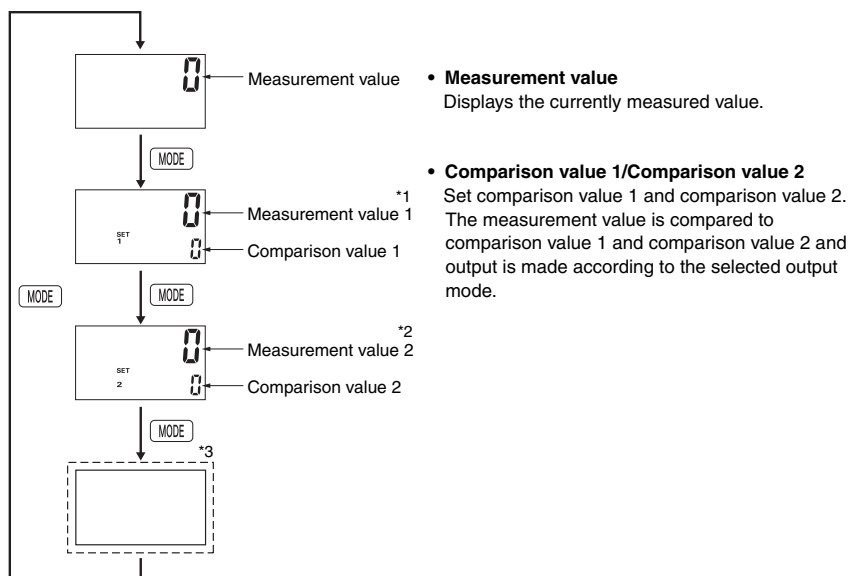 0
Measurement value
MODE
*1
0
Measurement value 1
SET
1
0
Comparison value 1
MODE
MODE
*2
0
Measurement value 2
SET
2
0
Comparison value 2
MODE
*3
• Measurement value
Displays the currently measured value.
• Comparison value 1/Comparison value 2
Set comparison value 1 and comparison value 2.
The measurement value is compared to
comparison value 1 and comparison value 2 and
output is made according to the selected output
mode.